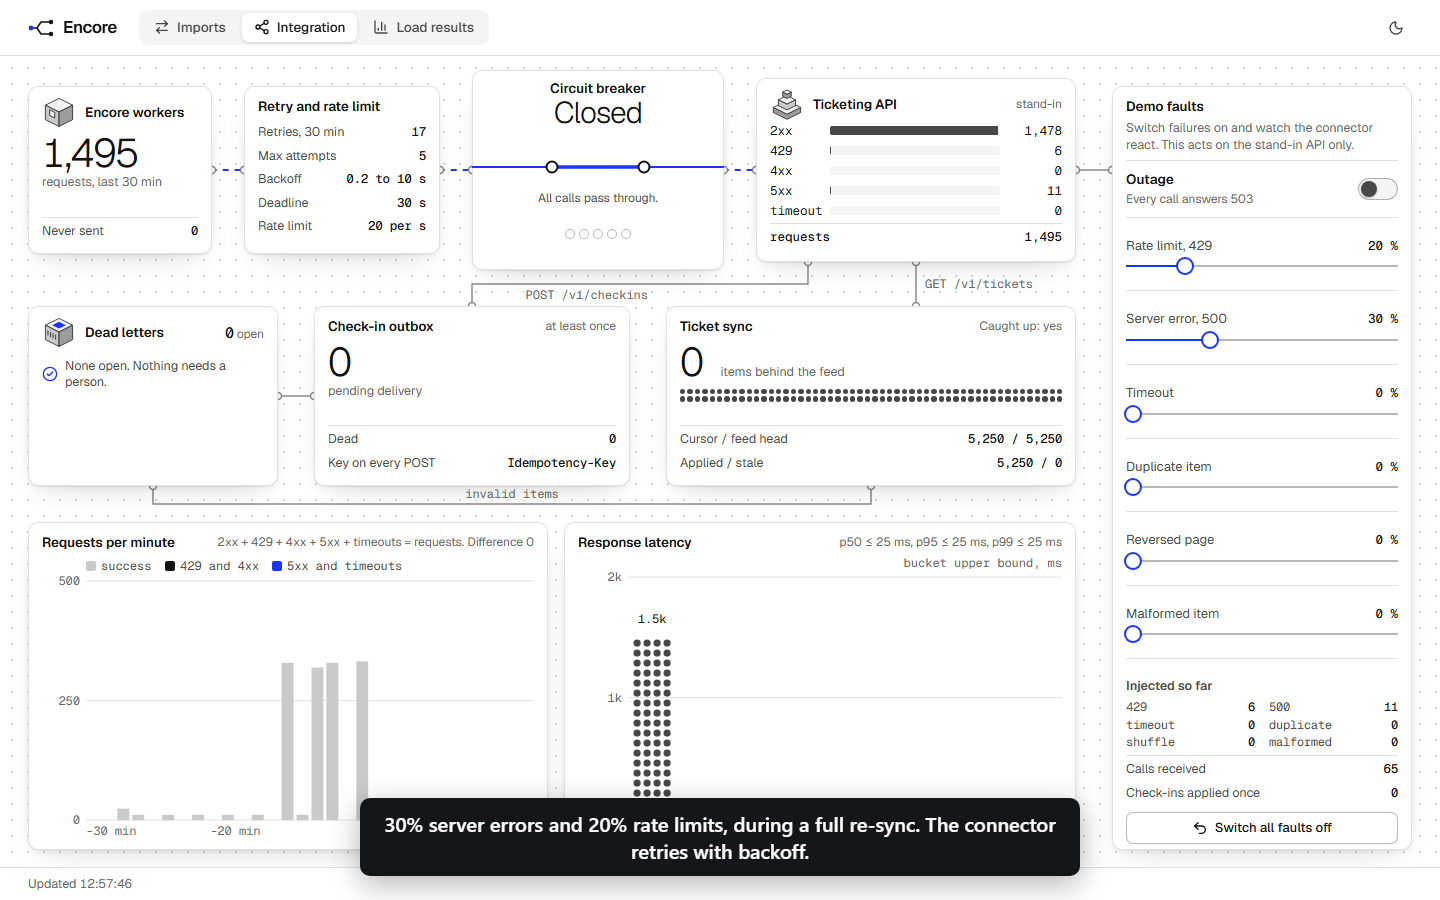 Encore
Imports
Integration
Load results
Encore workers
1,495
requests, last 30 min
Never sent 0
Retry and rate limit
Retries, 30 min 17
Max attempts 5
Backoff 0.2 to 10 s
Deadline 30 s
Rate limit 20 per s
Circuit breaker
Closed
All calls pass through.
Ticketing API stand-in
2xx 1,478
429 6
4xx 0
5xx 11
timeout 0
requests 1,495
POST /v1/checkins
GET /v1/tickets
Dead letters 0 open
None open. Nothing needs a
person.
Check-in outbox at least once
0
pending delivery
Dead 0
Key on every POST Idempotency-Key
Ticket sync Caught up: yes
0 items behind the feed
Cursor / feed head 5,250 / 5,250
Applied / stale 5,250 / 0
invalid items
Requests per minute 2xx + 429 + 4xx + 5xx + timeouts = requests. Difference 0
success 429 and 4xx 5xx and timeouts
500
250
0
-30 min -20 min
Response latency p50 ≤ 25 ms, p95 ≤ 25 ms, p99 ≤ 25 ms
bucket upper bound, ms
2k
1.5k
1k
Demo faults
Switch failures on and watch the connector
react. This acts on the stand-in API only.
Outage
Every call answers 503
Rate limit, 429 20 %
Server error, 500 30 %
Timeout 0 %
Duplicate item 0 %
Reversed page 0 %
Malformed item 0 %
Injected so far
429 6 500 11
timeout 0 duplicate 0
shuffle 0 malformed 0
Calls received 65
Check-ins applied once 0
Switch all faults off
30% server errors and 20% rate limits, during a full re-sync. The connector
retries with backoff.
Updated 12:57:46